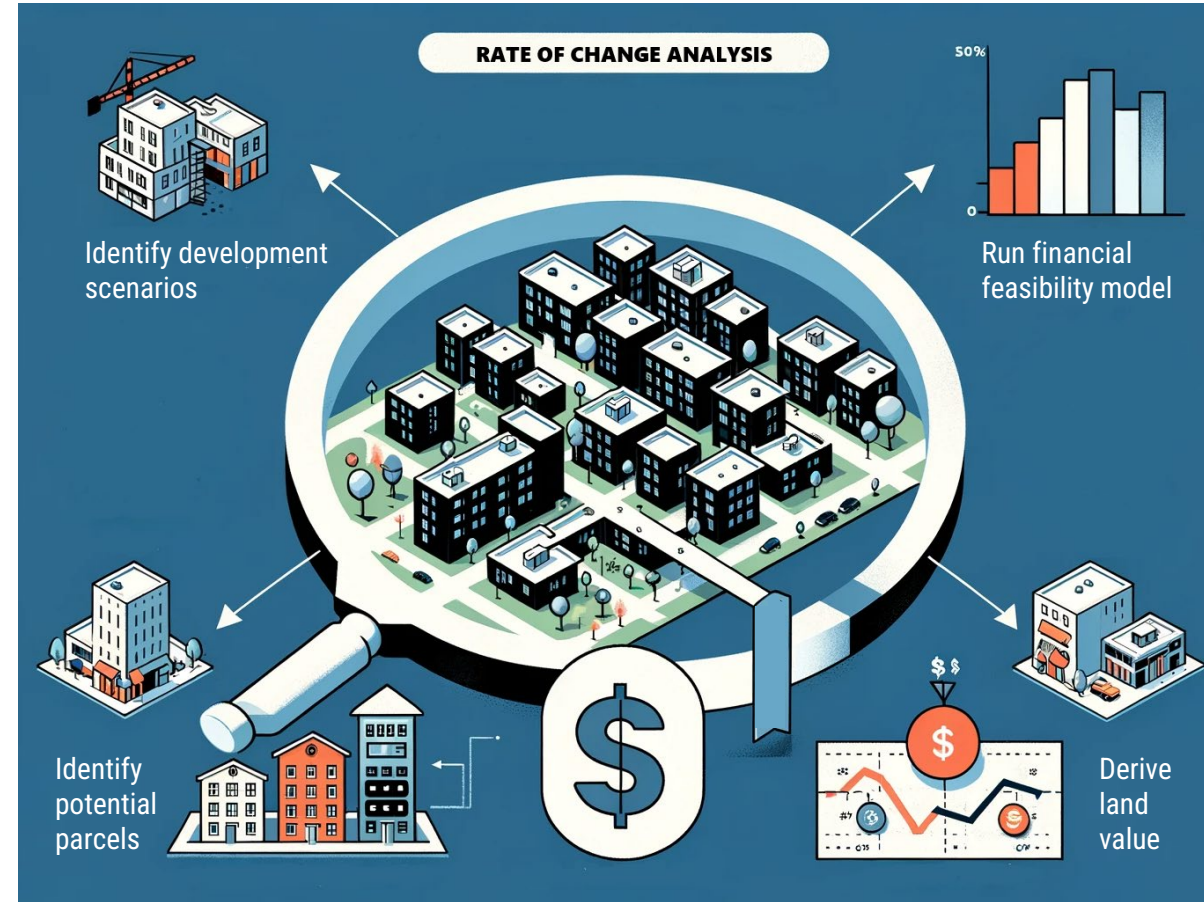 RATE OF CHANGE ANALYSIS
50%
0
Identify development
scenarios
Run financial
feasibility model
$ $
$
$
Identify
potential
parcels
Derive
land
value